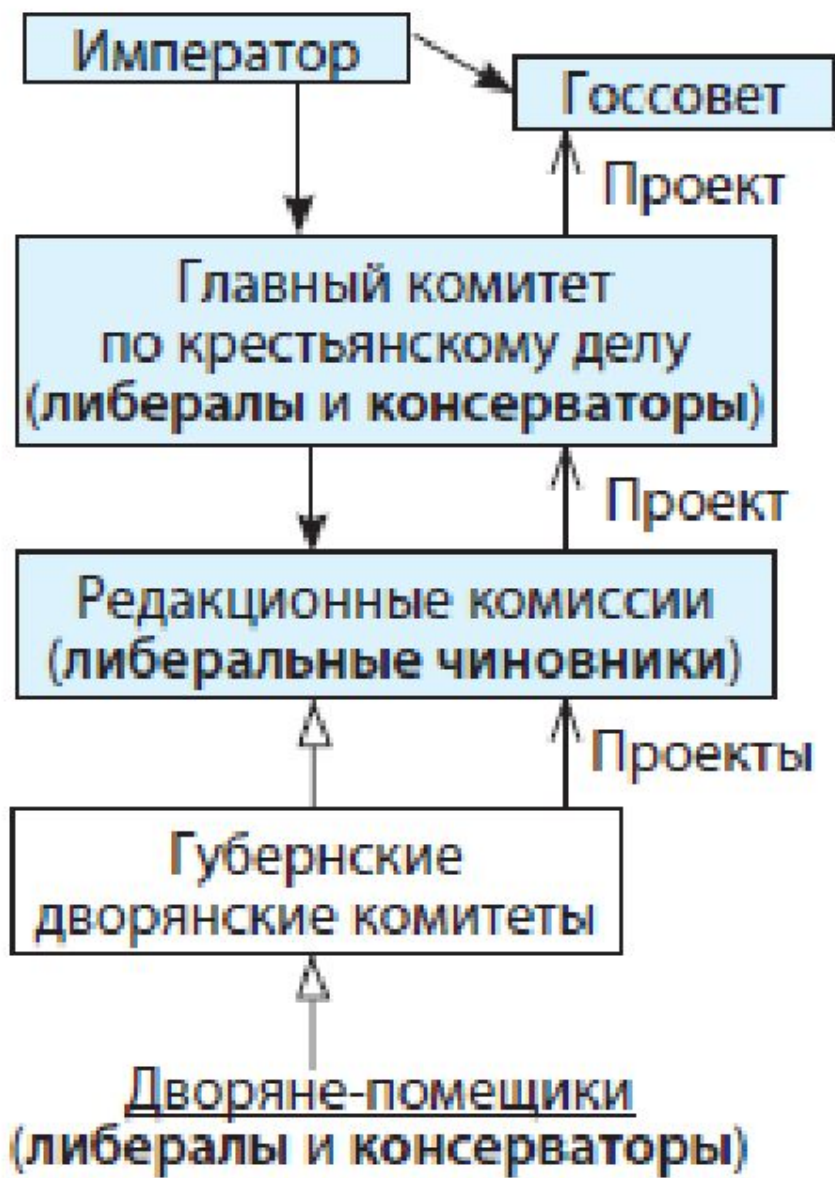 Император
Госсовет
Проект
Главный комитет
по крестьянскому делу
(либералы и консерваторы)
Проект
Редакционные комиссии
(либеральные чиновники)
Проекты
Губернские
дворянские комитеты
Дворяне-помещики
(либералы и консерваторы)